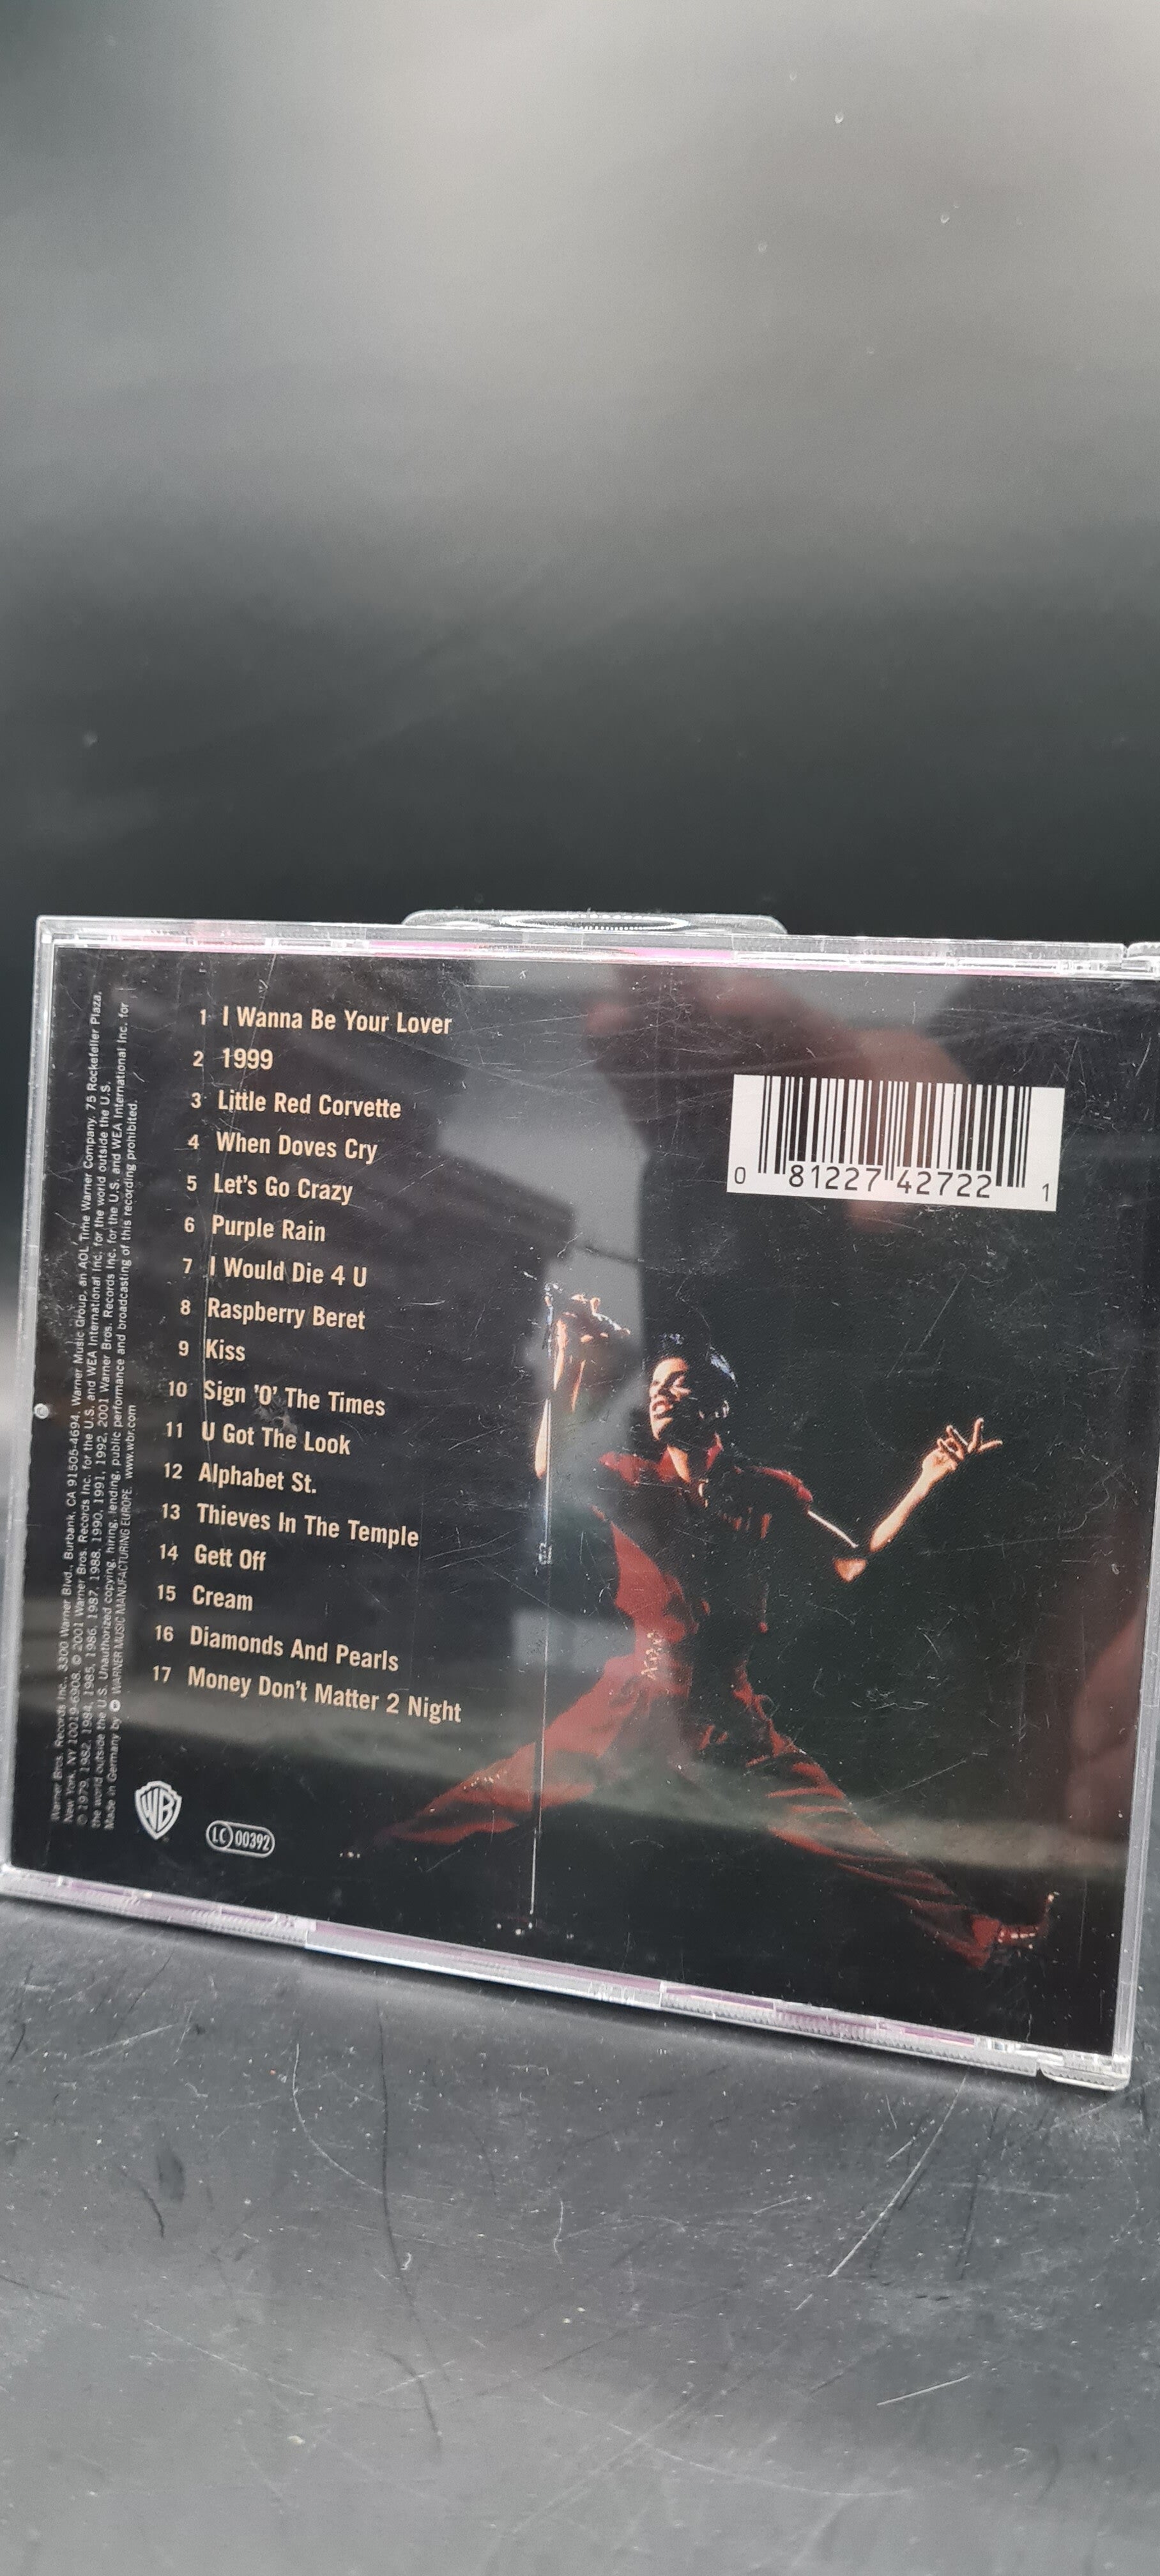 1 I Wanna Be Your Lover
2 1999
3 Little Red Corvette
4 When Doves Cry
5 Let's Go Crazy
6 Purple Rain
7 I Would Die 4 U
8 Raspberry Beret
9 Kiss
10 Sign 'O' The Times
11 U Got The Look
12 Alphabet St.
13 Thieves In The Temple
14 Gett Off
15 Cream
16 Diamonds And Pearls
17 Money Don't Matter 2 Night
0 81227 42722 1
Warner Bros. Records Inc., 3300 Warner Blvd., Burbank, CA 91505-4694. Warner Music Group, an AOL Time Warner Company. 75 Rockefeller Plaza,
New York, NY 10019-6908. © 2001 Warner Bros. Records Inc. for the U.S. and WEA International Inc. for the world outside the U.S.
℗ 1979, 1982, 1984, 1985, 1986, 1987, 1988, 1990, 1991, 1992, 2001 Warner Bros. Records Inc. for the U.S. and WEA International Inc. for
the world outside the U.S. Unauthorized copying, hiring, lending, public performance and broadcasting of this recording prohibited.
Made in Germany by WARNER MUSIC MANUFACTURING EUROPE. www.wbr.com
WB
LC 00392